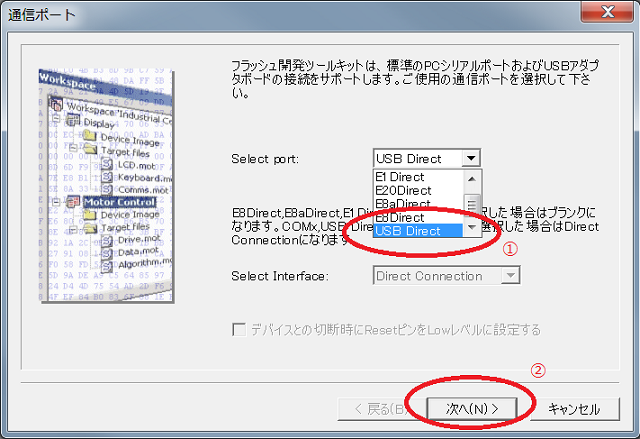 通信ポート
フラッシュ開発ツールキットは、標準のPCシリアルポートおよびUSBアダプ
タボードの接続をサポートします。ご使用の通信ポートを選択して下さ
い。
Select port:
USB Direct
E1 Direct
E20Direct
E8aDirect
E8Direct
USB Direct
①
E8Direct,E8aDirect,E1Dire した場合はブランクに
なります。COMx,USB Dire 選択した場合はDirect
Connectionになります
Select Interface:
Direct Connection
デバイスとの切断時にResetピンをLowレベルに設定する
②
< 戻る(B)
次へ(N) >
キャンセル
Workspace
Workspace 'Industrial Ce
Display
Device Image
Target files
LCD.mot
Keyboard.mot
Comms.mot
Motor Control
Device Image
Target files
Drive.mot
Data.mot
Algorithm.mot